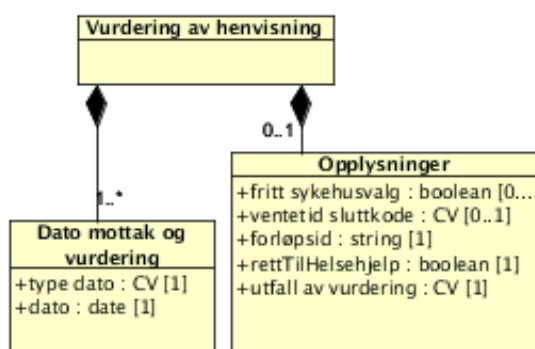 Vurdering av henvisning
0..1
1..*
Opplysninger
+fritt sykehusvalg : boolean [0....
+ventetid sluttkode : CV [0..1]
+forløpsid : string [1]
+rettTilHelsehjelp : boolean [1]
+utfall av vurdering : CV [1]
Dato mottak og
vurdering
+type dato : CV [1]
+dato : date [1]